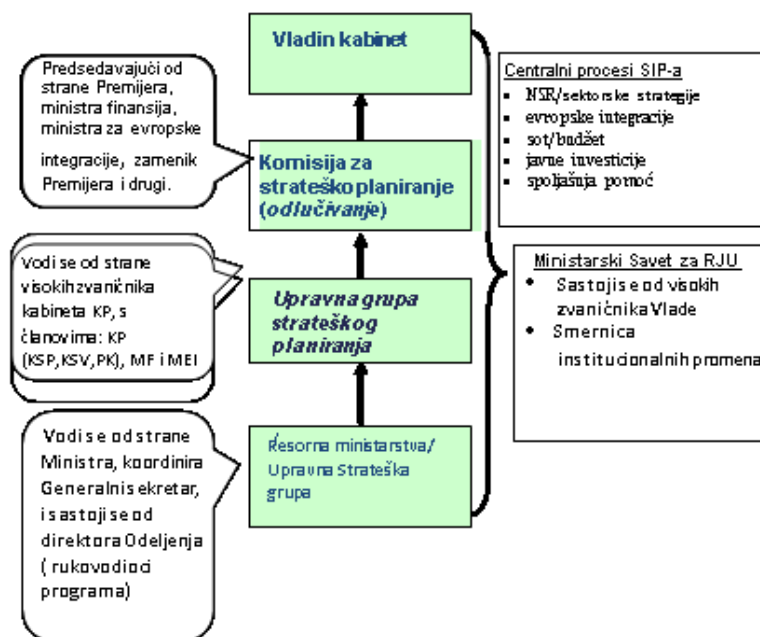 Vladin kabinet
Predsedavajući od
strane Premijera,
ministra finansija,
ministra za evropske
integracije, zamenik
Premijera i drugi.
Komisija za
strateško planiranje
(odlučivanje)
Vodi se od strane
visokih zvaničnika
kabineta KP, s
članovima: KP
(KSP,KSV,PK), MF i MEI
Upravna grupa
strateškog
planiranja
Vodi se od strane
Ministra, koordinira
Generalni sekretar,
i sastoji se od
direktora Odeljenja
( rukovodioci
programa)
Resorna ministarstva/
Upravna Strateška
grupa
Centralni procesi SIP-a
• NSR/sektorske strategije
• evropske integracije
• sot/budžet
• javne investicije
• spoljašnja pomoć
Ministarski Savet za RJU
• Sastoji se od visokih
zvaničnika Vlade
• Smernica
institucionalnih promena